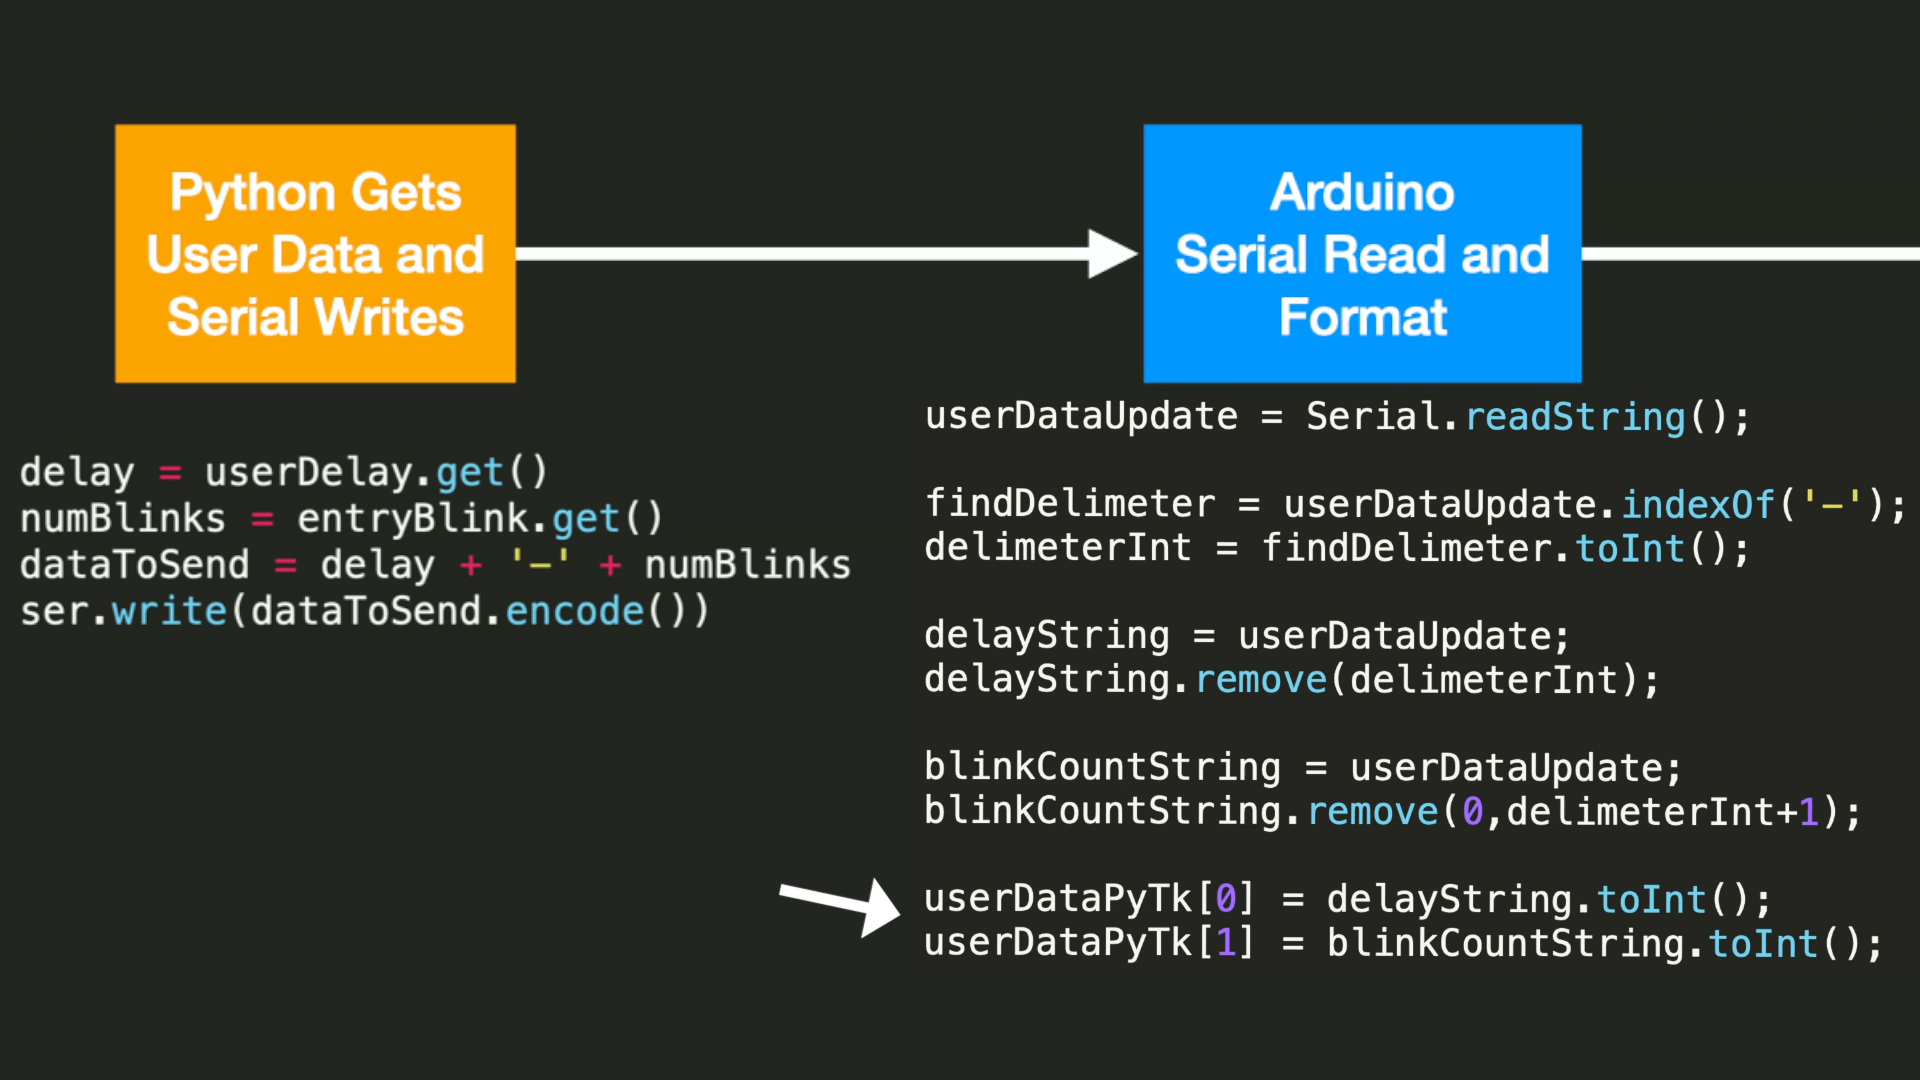 Python Gets
User Data and
Serial Writes
delay = userDelay.get()
numBlinks = entryBlink.get()
dataToSend = delay + '-' + numBlinks
ser.write(dataToSend.encode())
Arduino
Serial Read and
Format
userDataUpdate = Serial.readString();
findDelimeter = userDataUpdate.indexOf('-');
delimeterInt = findDelimeter.toInt();
delayString = userDataUpdate;
delayString.remove(delimeterInt);
blinkCountString = userDataUpdate;
blinkCountString.remove(0,delimeterInt+1);
userDataPyTk[0] = delayString.toInt();
userDataPyTk[1] = blinkCountString.toInt();